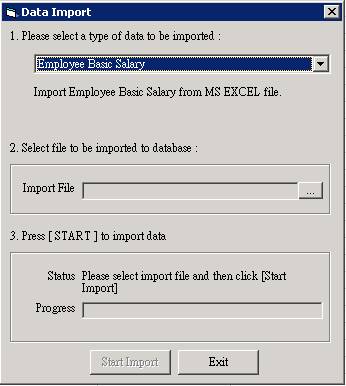 Data Import
1. Please select a type of data to be imported :
Employee Basic Salary
Import Employee Basic Salary from MS EXCEL file.
2. Select file to be imported to database :
Import File
...
3. Press [ START ] to import data
Status Please select import file and then click [Start
Import]
Progress
Start Import Exit